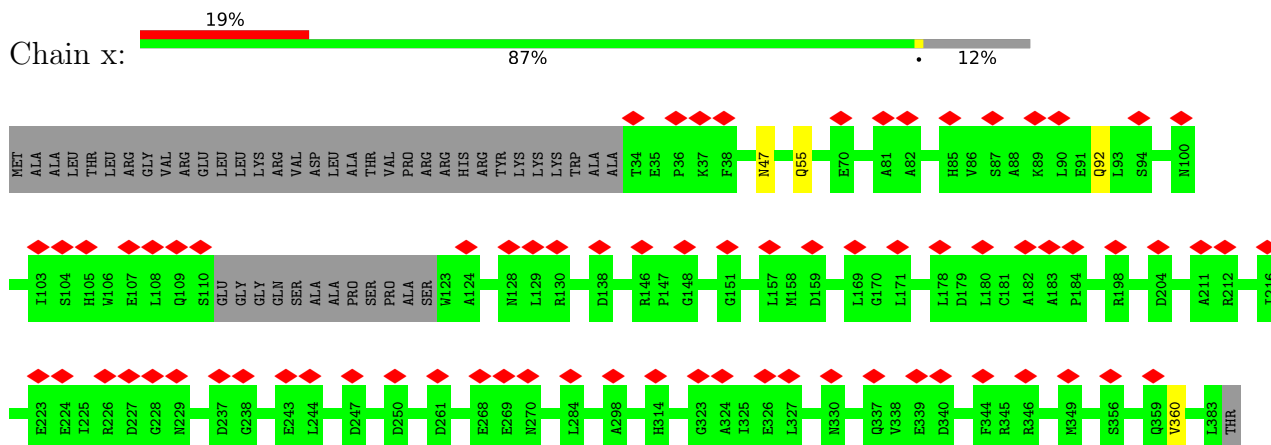 19%
Chain x:
87%
•
12%
MET ALA ALA LEU THR LEU LEU ARG GLY VAL ARG GLU LEU LEU LYS ARG VAL ASP LEU ALA THR VAL PRO ARG ARG HIS ARG TYR LYS LYS LYS TRP ALA ALA T34 E35 P36 K37 F38 N47 Q55 E70 A81 A82 H85 V86 S87 A88 K89 L90 E91 Q92 L93 S94 N100
I103 S104 H105 W106 E107 L108 Q109 S110 GLU GLY GLY GLN SER ALA ALA PRO SER PRO ALA SER W123 A124 N128 L129 R130 D138 R146 P147 G148 G151 L157 M158 D159 L169 G170 L171 L178 D179 L180 C181 A182 A183 P184 R198 D204 A211 R212 I216
E223 E224 I225 R226 D227 G228 N229 D237 G238 E243 L244 D247 D250 D261 E268 E269 N270 L284 A298 H314 G323 A324 I325 E326 L327 N330 Q337 V338 E339 D340 F344 R345 R346 M349 S356 Q359 V360 L383 THR